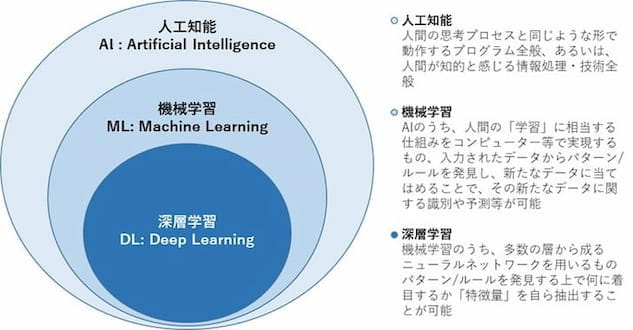 人工知能
AI : Artificial Intelligence
機械学習
ML: Machine Learning
深層学習
DL: Deep Learning
人工知能
人間の思考プロセスと同じような形で
動作するプログラム全般、あるいは、
人間が知的と感じる情報処理・技術全
般
機械学習
AIのうち、人間の「学習」に相当する
仕組みをコンピューター等で実現する
もの、入力されたデータからパターン/
ルールを発見し、新たなデータに当て
はめることで、その新たなデータに関
する識別や予測等が可能
深層学習
機械学習のうち、多数の層から成る
ニューラルネットワークを用いるもの
パターン/ルールを発見する上で何に着
目するか「特徴量」を自ら抽出するこ
とが可能